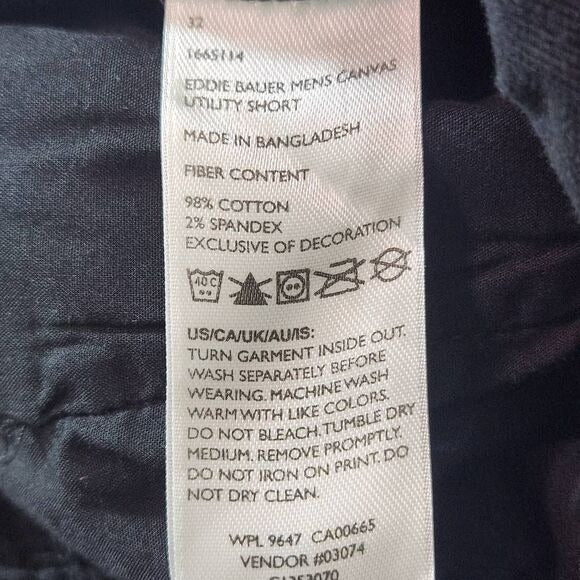 32
1665114
EDDIE BAUER MENS CANVAS
UTILITY SHORT
MADE IN BANGLADESH
FIBER CONTENT
98% COTTON
2% SPANDEX
EXCLUSIVE OF DECORATION
40 C
US/CA/UK/AU/IS:
TURN GARMENT INSIDE OUT.
WASH SEPARATELY BEFORE
WEARING. MACHINE WASH
WARM WITH LIKE COLORS.
DO NOT BLEACH. TUMBLE DRY
MEDIUM. REMOVE PROMPTLY.
DO NOT IRON ON PRINT. DO
NOT DRY CLEAN.
WPL 9647 CA00665
VENDOR #03074